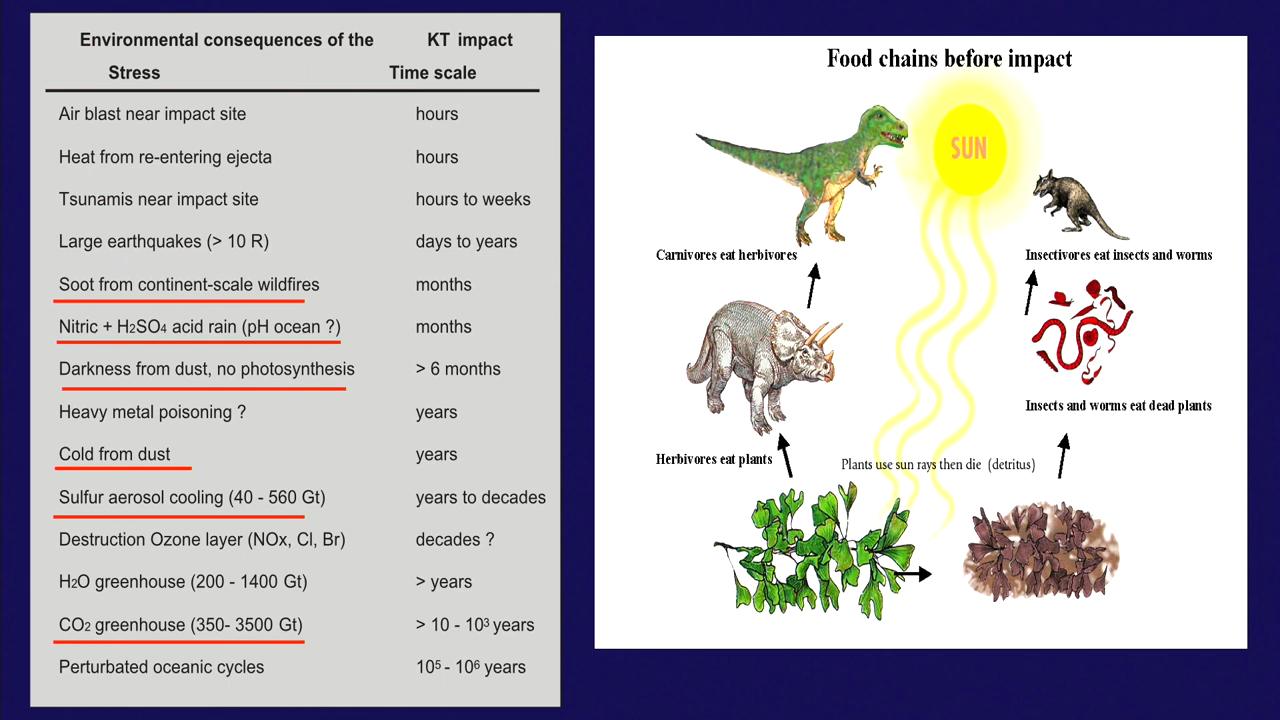 Environmental consequences of the KT impact
Stress Time scale
Air blast near impact site hours
Heat from re-entering ejecta hours
Tsunamis near impact site hours to weeks
Large earthquakes (> 10 R) days to years
Soot from continent-scale wildfires months
Nitric + H₂SO₄ acid rain (pH ocean ?) months
Darkness from dust, no photosynthesis > 6 months
Heavy metal poisoning ? years
Cold from dust years
Sulfur aerosol cooling (40 - 560 Gt) years to decades
Destruction Ozone layer (NOx, Cl, Br) decades ?
H₂O greenhouse (200 - 1400 Gt) > years
CO₂ greenhouse (350- 3500 Gt) > 10 - 10³ years
Perturbated oceanic cycles 10⁵ - 10⁶ years
Food chains before impact
SUN
Carnivores eat herbivores
Insectivores eat insects and worms
Insects and worms eat dead plants
Herbivores eat plants
Plants use sun rays then die (detritus)